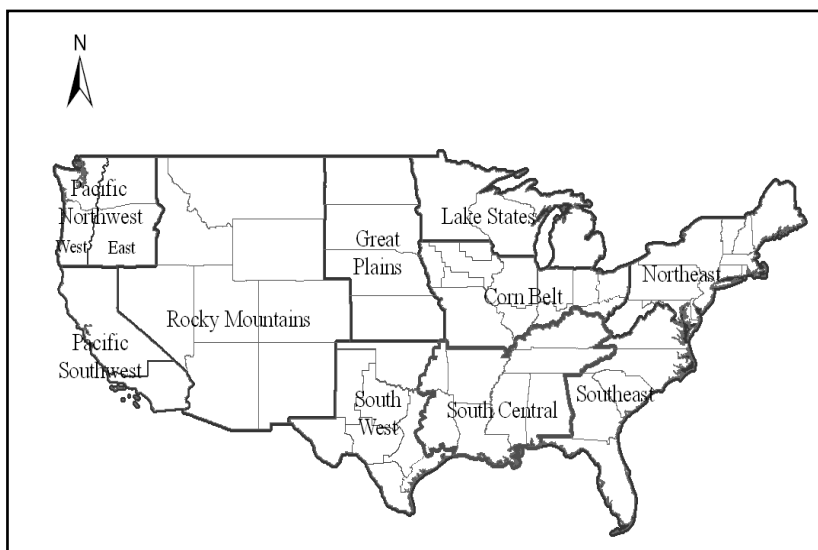 N
Pacific
Northwest
West East
Lake States
Great
Plains
Northeast
Corn Belt
Rocky Mountains
Pacific
Southwest
South
West
South Central
Southeast